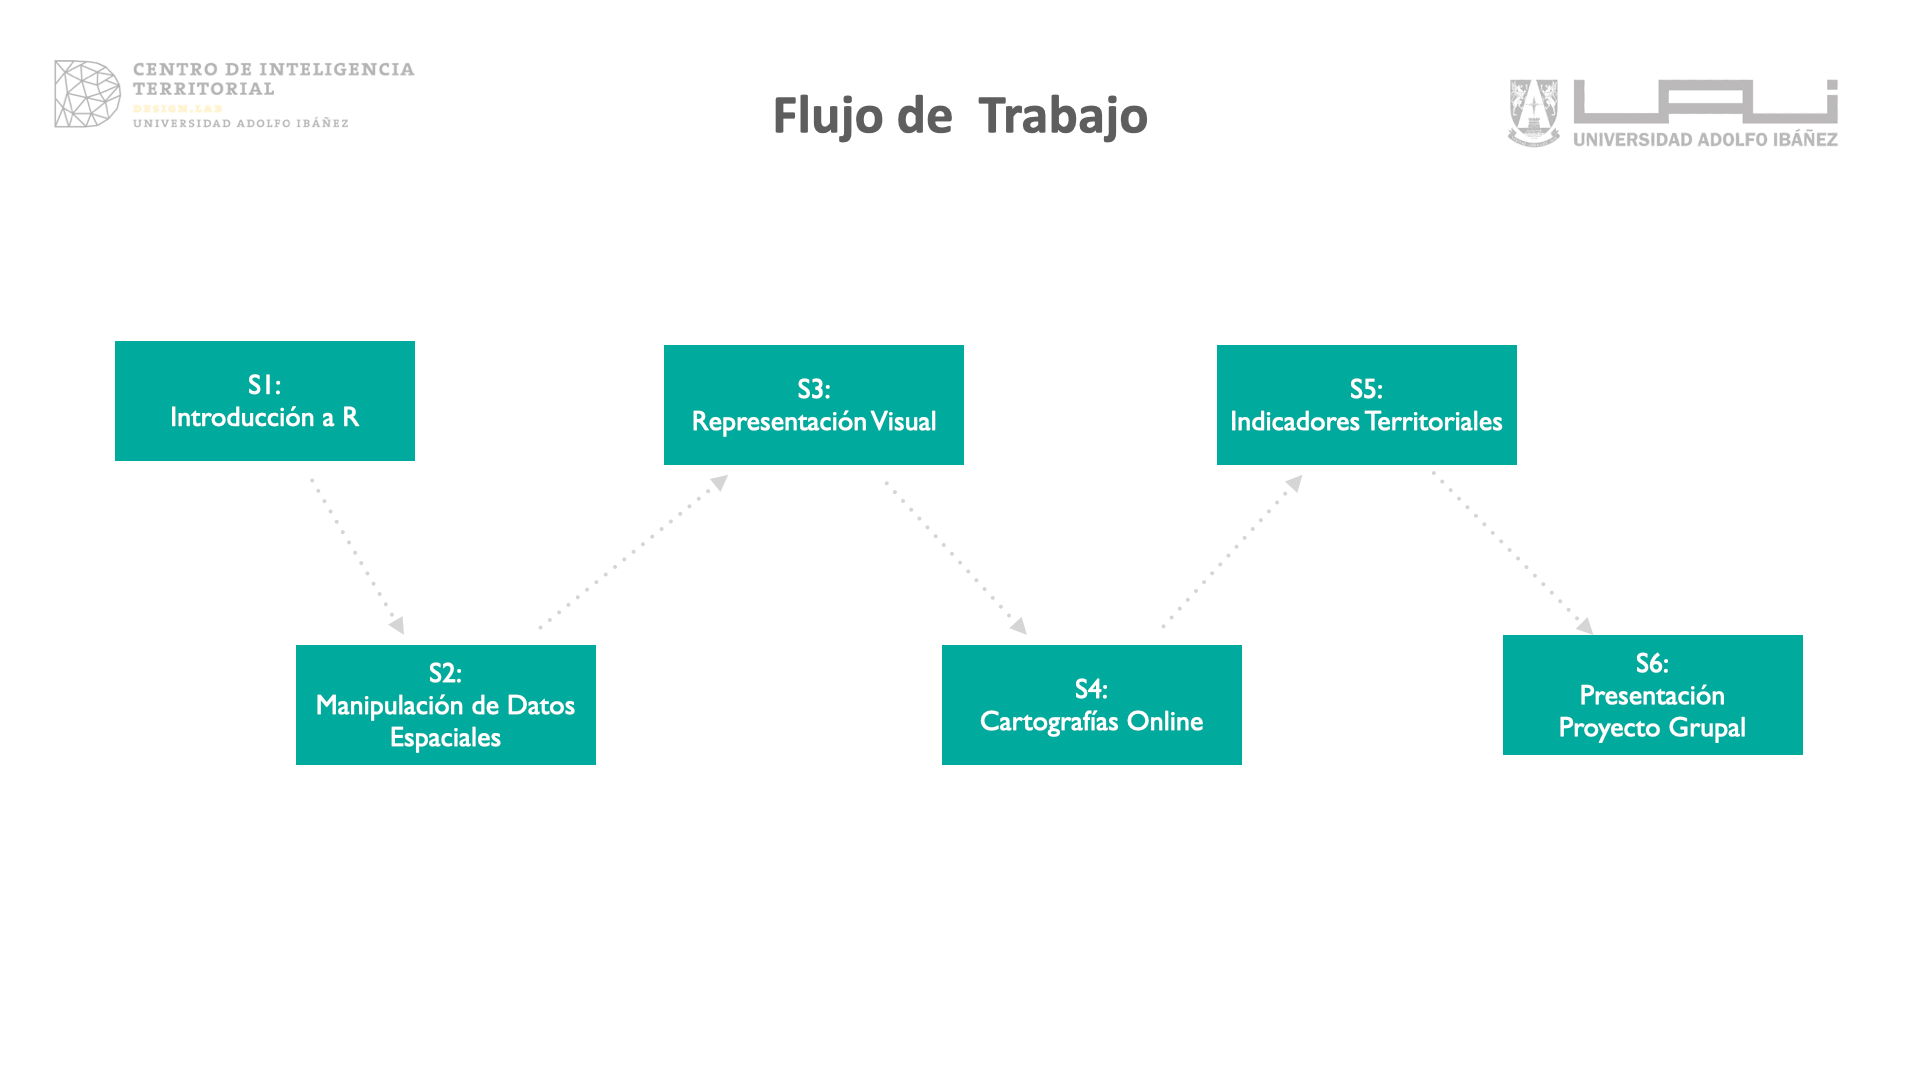 CENTRO DE INTELIGENCIA
TERRITORIAL
DESIGN.LAB
UNIVERSIDAD ADOLFO IBÁÑEZ
Flujo de  Trabajo
UAI
UNIVERSIDAD ADOLFO IBÁÑEZ
S1:
Introducción a R
S2:
Manipulación de Datos
Espaciales
S3:
Representación Visual
S4:
Cartografías Online
S5:
Indicadores Territoriales
S6:
Presentación
Proyecto Grupal